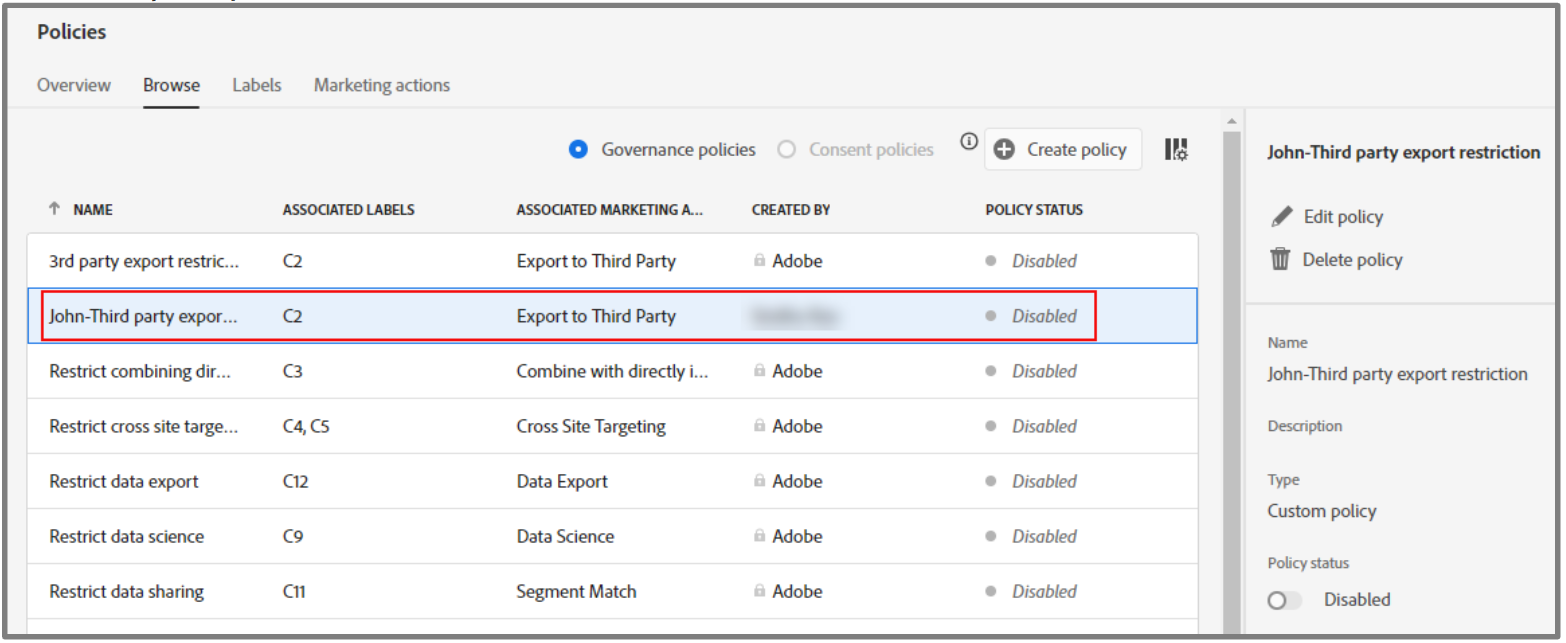 Policies
Overview Browse Labels Marketing actions
Governance policies Consent policies Create policy
NAME ASSOCIATED LABELS ASSOCIATED MARKETING A... CREATED BY POLICY STATUS
3rd party export restric... C2 Export to Third Party Adobe Disabled
John-Third party expor... C2 Export to Third Party Disabled
Restrict combining dir... C3 Combine with directly i... Adobe Disabled
Restrict cross site targe... C4, C5 Cross Site Targeting Adobe Disabled
Restrict data export C12 Data Export Adobe Disabled
Restrict data science C9 Data Science Adobe Disabled
Restrict data sharing C11 Segment Match Adobe Disabled
John-Third party export restriction
Edit policy
Delete policy
Name
John-Third party export restriction
Description
Type
Custom policy
Policy status
Disabled